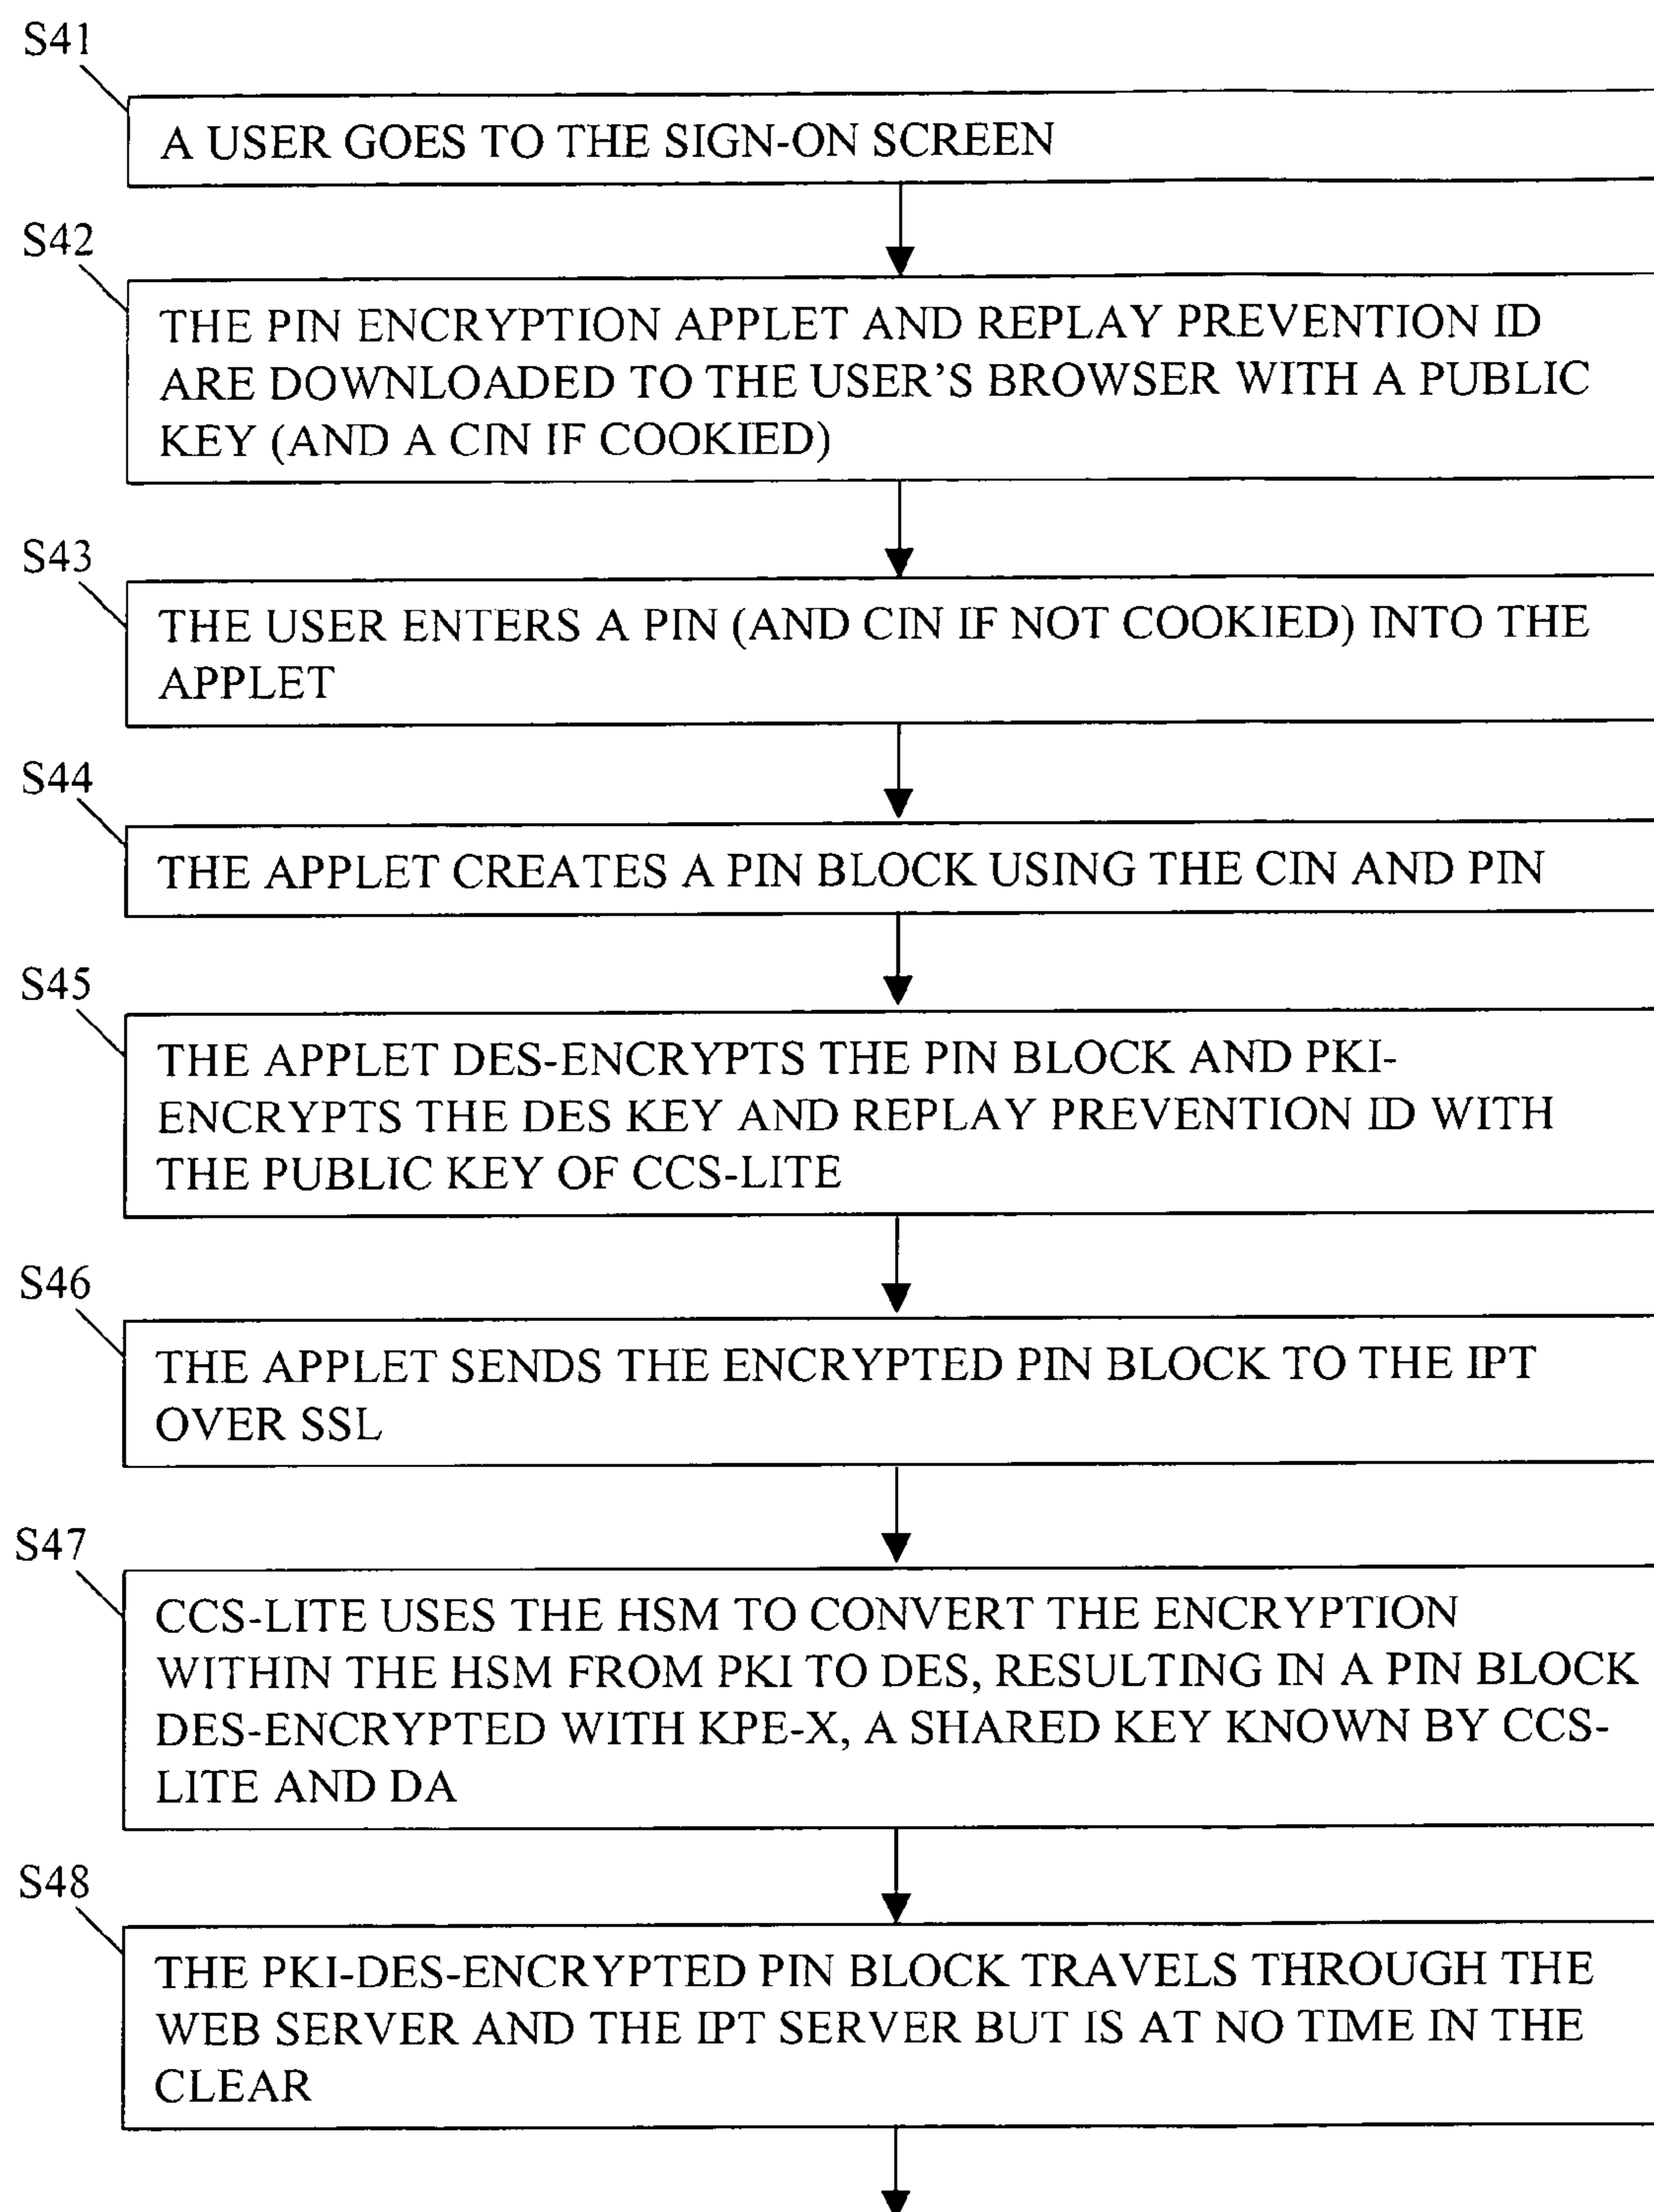 S41
A USER GOES TO THE SIGN-ON SCREEN
S42
THE PIN ENCRYPTION APPLET AND REPLAY PREVENTION ID
ARE DOWNLOADED TO THE USER'S BROWSER WITH A PUBLIC
KEY (AND A CIN IF COOKIED)
S43
THE USER ENTERS A PIN (AND CIN IF NOT COOKIED) INTO THE
APPLET
S44
THE APPLET CREATES A PIN BLOCK USING THE CIN AND PIN
S45
THE APPLET DES-ENCRYPTS THE PIN BLOCK AND PKI-
ENCRYPTS THE DES KEY AND REPLAY PREVENTION ID WITH
THE PUBLIC KEY OF CCS-LITE
S46
THE APPLET SENDS THE ENCRYPTED PIN BLOCK TO THE IPT
OVER SSL
S47
CCS-LITE USES THE HSM TO CONVERT THE ENCRYPTION
WITHIN THE HSM FROM PKI TO DES, RESULTING IN A PIN BLOCK
DES-ENCRYPTED WITH KPE-X, A SHARED KEY KNOWN BY CCS-
LITE AND DA
S48
THE PKI-DES-ENCRYPTED PIN BLOCK TRAVELS THROUGH THE
WEB SERVER AND THE IPT SERVER BUT IS AT NO TIME IN THE
CLEAR